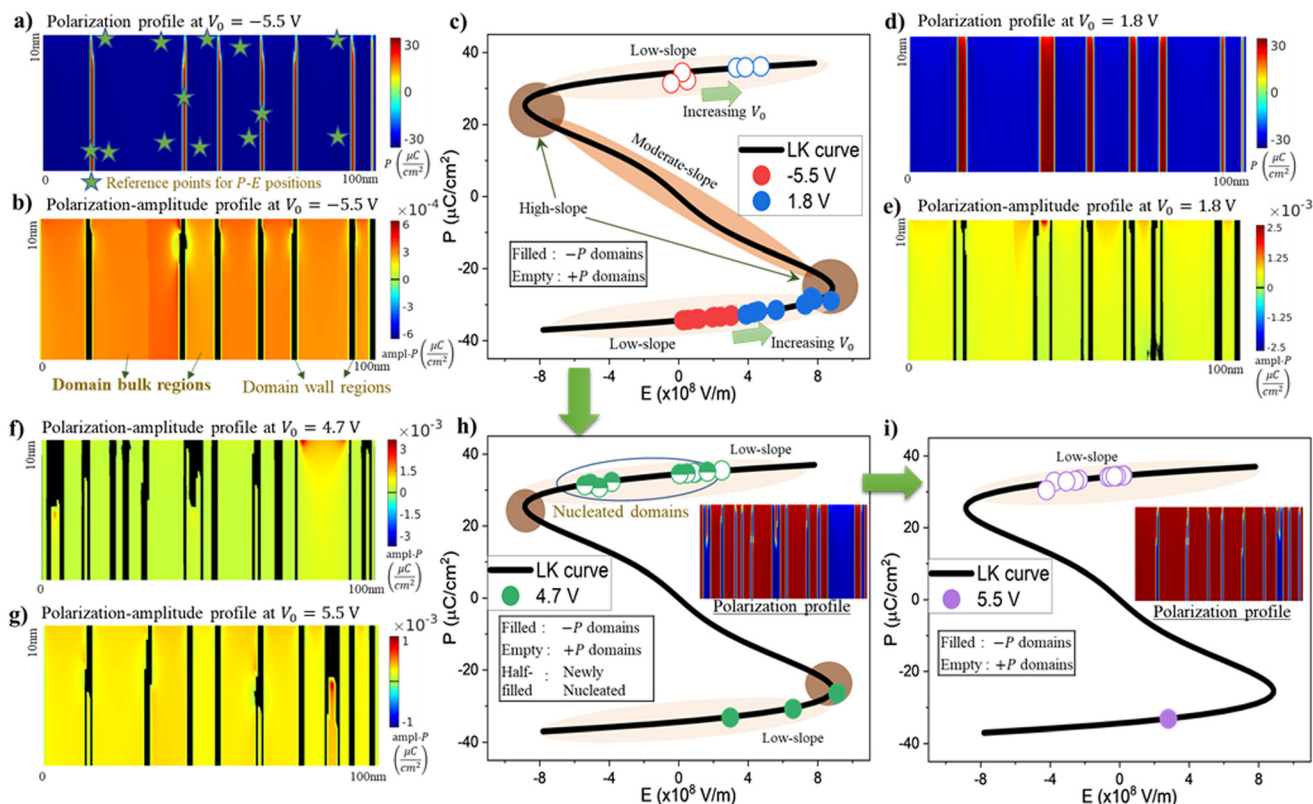 a) Polarization profile at V₀ = −5.5 V
10nm
30
0
-30
P (μC/cm²)
0
100nm
Reference points for P-E positions
b) Polarization-amplitude profile at V₀ = −5.5 V
×10⁻⁴
10nm
6
4
0
-4
-6
ampl-P (μC/cm²)
0
100nm
Domain bulk regions
Domain wall regions
c)
P (μC/cm²)
40
20
0
-20
-40
Low-slope
Increasing V₀
Moderate-slope
High-slope
LK curve
-5.5 V
1.8 V
Filled : −P domains
Empty : +P domains
Low-slope
Increasing V₀
-8
-4
0
4
8
E (x10⁸ V/m)
d) Polarization profile at V₀ = 1.8 V
10nm
30
0
-30
P (μC/cm²)
0
100nm
e) Polarization-amplitude profile at V₀ = 1.8 V
×10⁻³
10nm
2.5
1.25
0
-1.25
-2.5
ampl-P (μC/cm²)
0
100nm
f) Polarization-amplitude profile at V₀ = 4.7 V
×10⁻³
10nm
3
2
0
-2
-3
ampl-P (μC/cm²)
0
100nm
g) Polarization-amplitude profile at V₀ = 5.5 V
×10⁻³
10nm
1
0
-1
ampl-P (μC/cm²)
0
100nm
h)
P (μC/cm²)
40
20
0
-20
-40
Low-slope
Nucleated domains
LK curve
4.7 V
Polarization profile
Filled : −P domains
Empty : +P domains
Half-filled : Newly Nucleated
Low-slope
-8
-4
0
4
8
E (x10⁸ V/m)
i)
P (μC/cm²)
40
20
0
-20
-40
Low-slope
LK curve
5.5 V
Polarization profile
Filled : −P domains
Empty : +P domains
-8
-4
0
4
8
E (x10⁸ V/m)